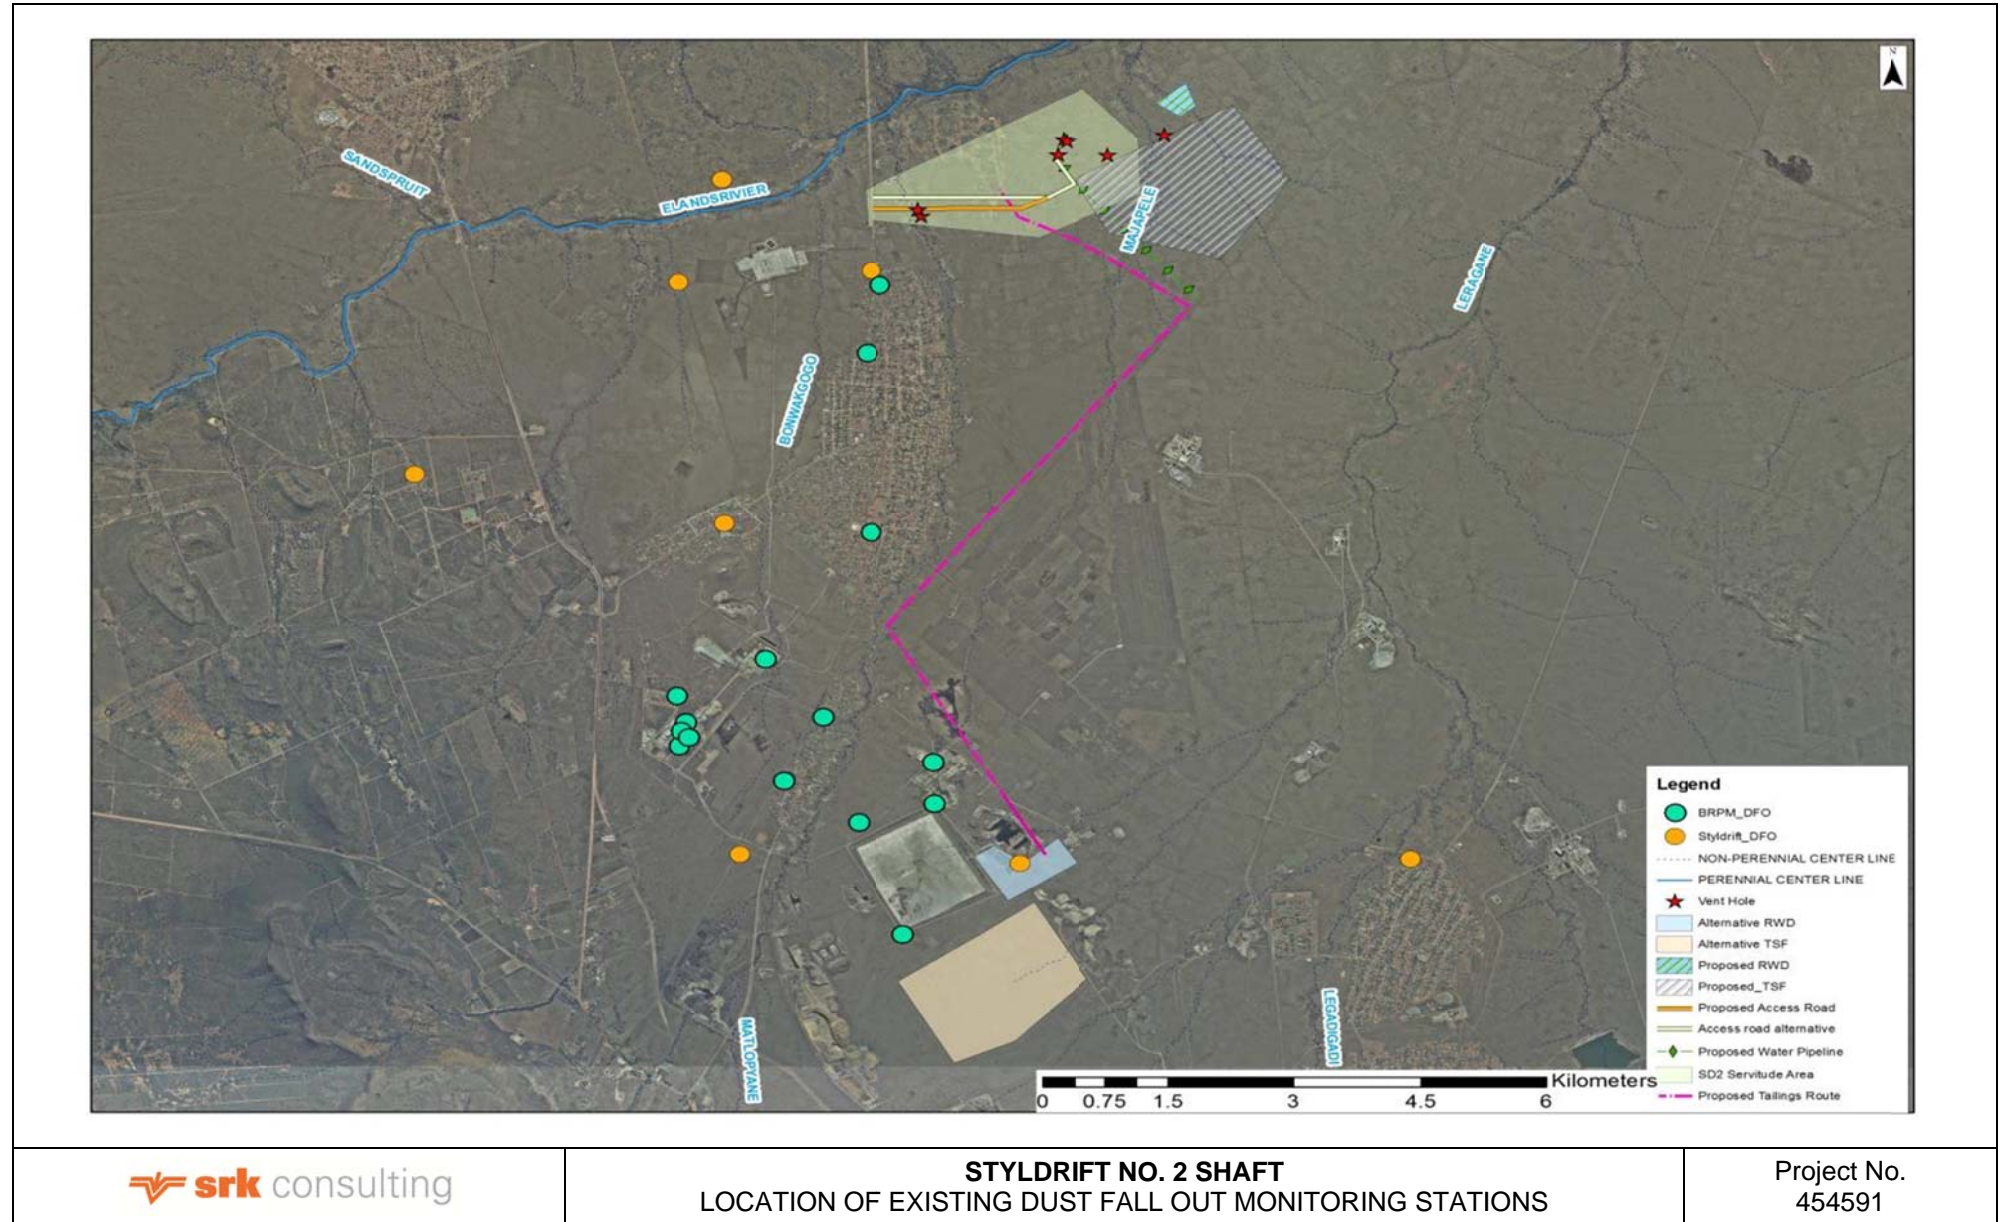 N
SANDSPRUIT
ELANDSRIVIER
MAJAPELE
LERAGANE
BONWAKGOGO
MATLOPYANE
LEGADIGADI
Legend
BRPM_DFO
Styldrift_DFO
NON-PERENNIAL CENTER LINE
PERENNIAL CENTER LINE
Vent Hole
Alternative RWD
Alternative TSF
Proposed RWD
Proposed_TSF
Proposed Access Road
Access road alternative
Proposed Water Pipeline
SD2 Servitude Area
Proposed Tailings Route
Kilometers
0 0.75 1.5 3 4.5 6
srk consulting
STYLDRIFT NO. 2 SHAFT
LOCATION OF EXISTING DUST FALL OUT MONITORING STATIONS
Project No.
454591